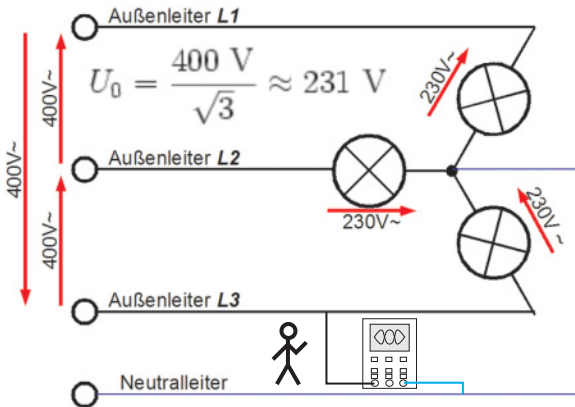 Außenleiter L1
U₀ = 400 V / √3 ≈ 231 V
400V~
400V~
400V~
230V~
Außenleiter L2
230V~
230V~
Außenleiter L3
Neutralleiter